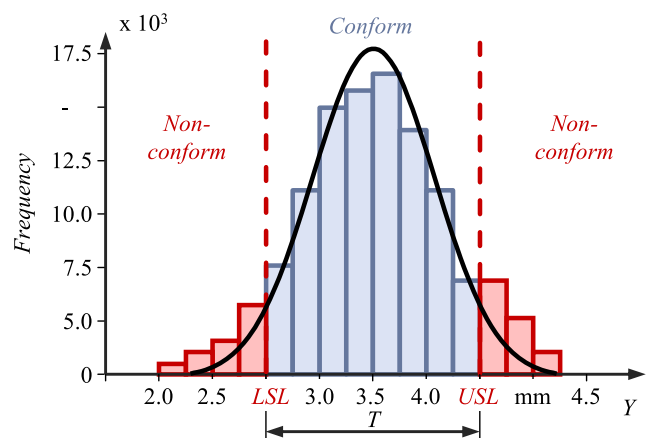 x 10³
Conform
17.5
-
Non-
conform
Non-
conform
12.5
Frequency
10.0
7.5
5.0
0
2.0 2.5 LSL 3.0 3.5 4.0 USL mm 4.5 Y
T